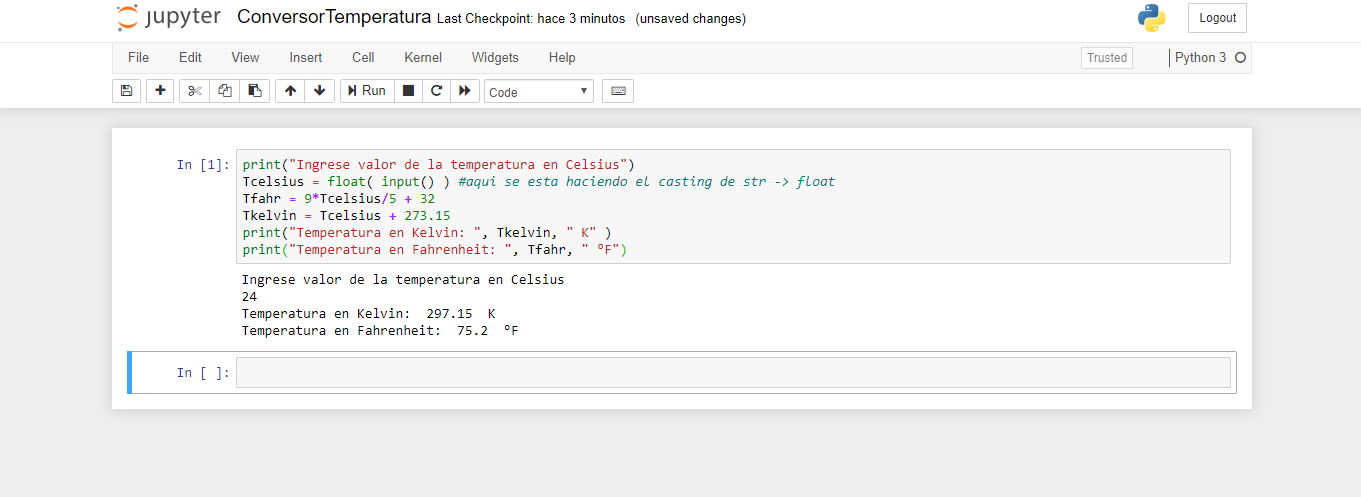 jupyter ConversorTemperatura Last Checkpoint: hace 3 minutos (unsaved changes) Logout
File Edit View Insert Cell Kernel Widgets Help Trusted Python 3
Run Code
In [1]: print("Ingrese valor de la temperatura en Celsius")
Tcelsius = float( input() ) #aqui se esta haciendo el casting de str -> float
Tfahr = 9*Tcelsius/5 + 32
Tkelvin = Tcelsius + 273.15
print("Temperatura en Kelvin: ", Tkelvin, " K" )
print("Temperatura en Fahrenheit: ", Tfahr, " ºF")
Ingrese valor de la temperatura en Celsius
24
Temperatura en Kelvin:  297.15  K
Temperatura en Fahrenheit:  75.2  ºF
In [ ]: